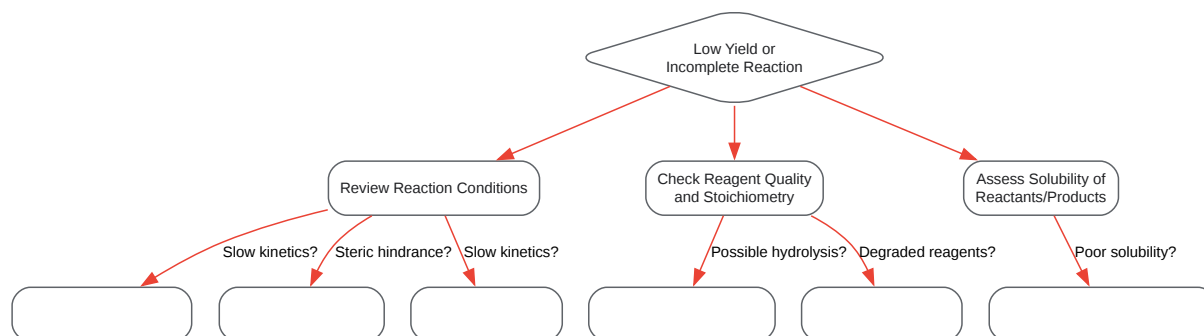 Low Yield or
Incomplete Reaction
Review Reaction Conditions
Check Reagent Quality
and Stoichiometry
Assess Solubility of
Reactants/Products
Slow kinetics?
Steric hindrance?
Slow kinetics?
Possible hydrolysis?
Degraded reagents?
Poor solubility?